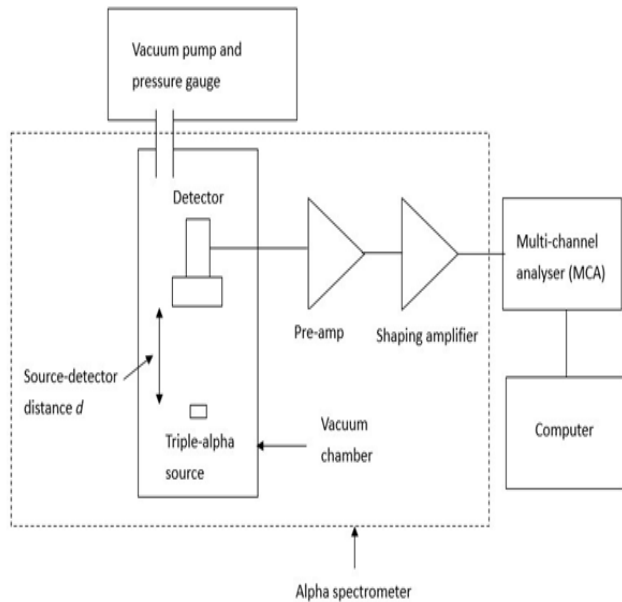 Vacuum pump and
pressure gauge
Detector
Multi-channel
analyser (MCA)
Pre-amp
Shaping amplifier
Source-detector
distance d
Triple-alpha
source
Vacuum
chamber
Computer
Alpha spectrometer